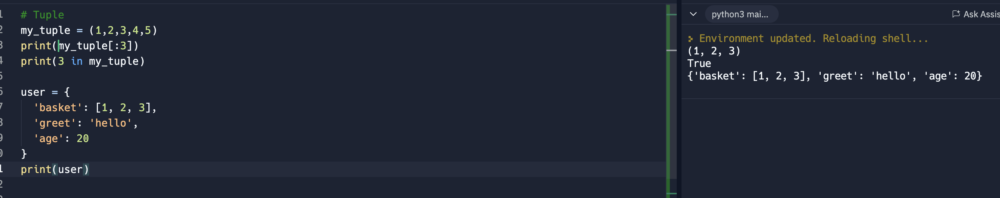 # Tuple
my_tuple = (1,2,3,4,5)
print(my_tuple[:3])
print(3 in my_tuple)
user = {
'basket': [1, 2, 3],
'greet': 'hello',
'age': 20
}
print(user)
python3 mai...
Ask Assis
Environment updated. Reloading shell...
(1, 2, 3)
True
{'basket': [1, 2, 3], 'greet': 'hello', 'age': 20}